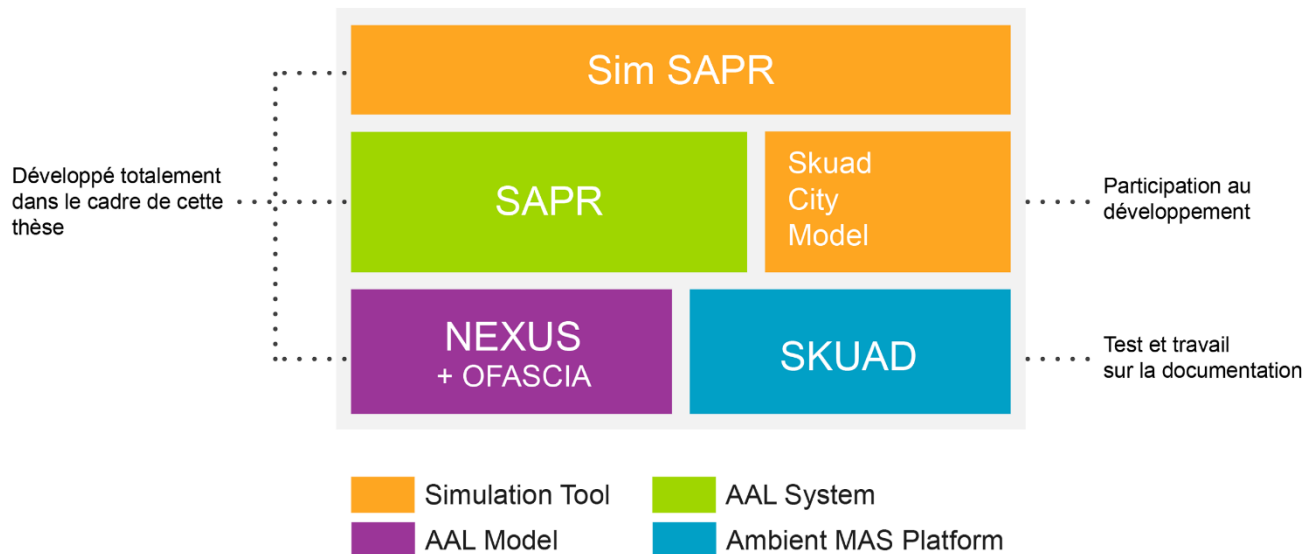 Sim SAPR
Développé totalement
dans le cadre de cette
thèse
SAPR
Skuad
City
Model
Participation au
développement
NEXUS
+ OFASCIA
SKUAD
Test et travail
sur la documentation
Simulation Tool
AAL System
AAL Model
Ambient MAS Platform